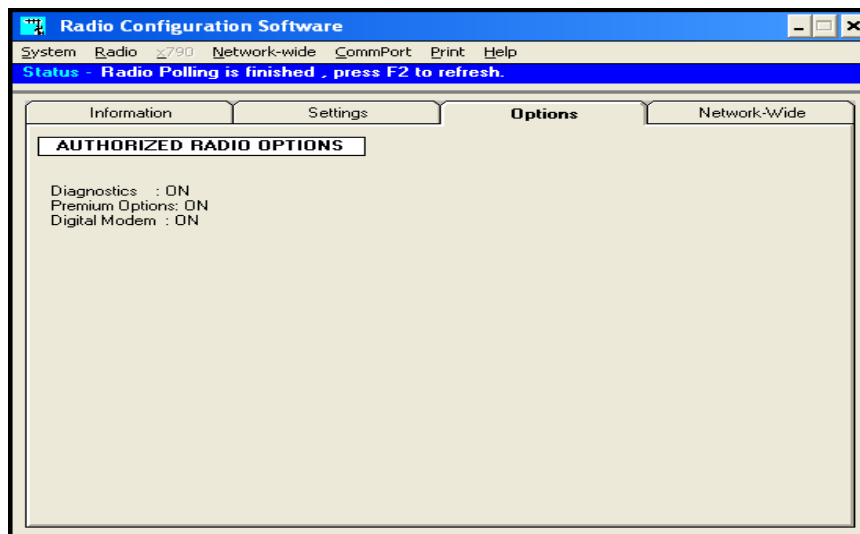 Radio Configuration Software
System Radio x790 Network-wide CommPort Print Help
Status - Radio Polling is finished , press F2 to refresh.
Information Settings Options Network-Wide
AUTHORIZED RADIO OPTIONS
Diagnostics : ON
Premium Options: ON
Digital Modem : ON